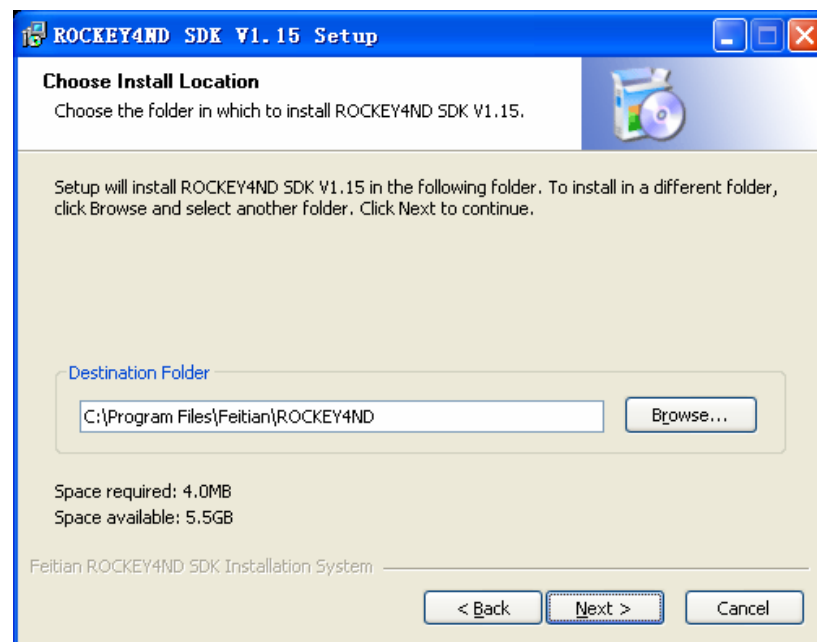 ROCKEY4ND SDK V1.15 Setup
Choose Install Location
Choose the folder in which to install ROCKEY4ND SDK V1.15.
Setup will install ROCKEY4ND SDK V1.15 in the following folder. To install in a different folder,
click Browse and select another folder. Click Next to continue.
Destination Folder
C:\Program Files\Feitian\ROCKEY4ND
Browse...
Space required: 4.0MB
Space available: 5.5GB
Feitian ROCKEY4ND SDK Installation System
< Back Next > Cancel